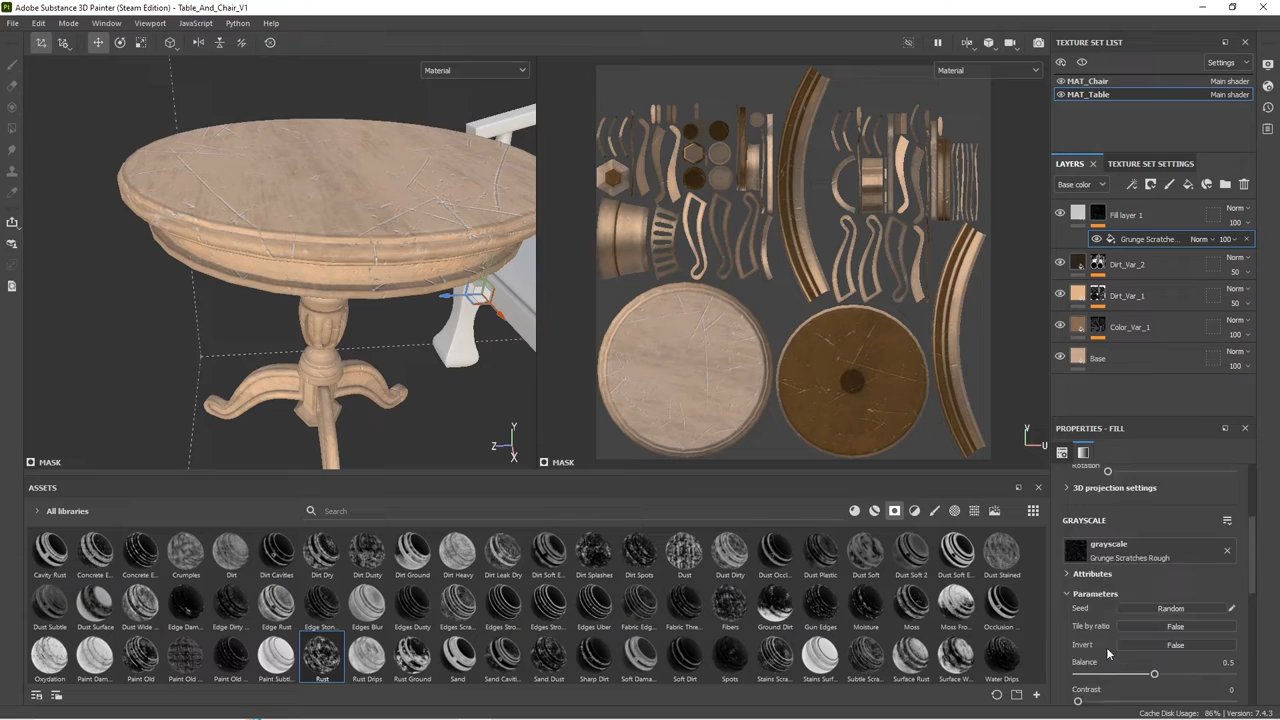 Adobe Substance 3D Painter (Steam Edition) - Table_And_Chair_V1
File Edit Mode Window Viewport JavaScript Python Help
Material
Material
MASK
MASK
Y
Z
X
V
U
TEXTURE SET LIST
Settings
MAT_Chair Main shader
MAT_Table Main shader
LAYERS TEXTURE SET SETTINGS
Base color
Fill layer 1 Norm 100
Grunge Scratche... Norm 100
Dirt_Var_2 Norm 50
Dirt_Var_1 Norm 50
Color_Var_1 Norm 100
Base Norm 100
PROPERTIES - FILL
Rotation
3D projection settings
GRAYSCALE
grayscale
Grunge Scratches Rough
Attributes
Parameters
Seed Random
Tile by ratio False
Invert False
Balance 0.5
Contrast 0
ASSETS
All libraries Search
Cavity Rust Concrete E... Concrete E... Crumples Dirt Dirt Cavities Dirt Dry Dirt Dusty Dirt Ground Dirt Heavy Dirt Leak Dry Dirt Soft E... Dirt Splashes Dirt Spots Dust Dust Dirty Dust Occl... Dust Plastic Dust Soft Dust Soft 2 Dust Soft E... Dust Stained
Dust Subtle Dust Surface Dust Wide ... Edge Dam... Edge Dirty ... Edge Rust Edge Ston... Edges Blur Edges Dusty Edges Scra... Edges Stro... Edges Stro... Edges Uber Fabric Edg... Fabric Thre... Fibers Ground Dirt Gun Edges Moisture Moss Moss Fro... Occlusion ...
Oxydation Paint Dam... Paint Old Paint Old ... Paint Old ... Paint Subtl... Rust Rust Drips Rust Ground Sand Sand Caviti... Sand Dust Sharp Dirt Soft Dama... Soft Dirt Spots Stains Scra... Stains Surf... Subtle Scra... Surface Rust Surface W... Water Drips
Cache Disk Usage: 86% | Version: 7.4.3